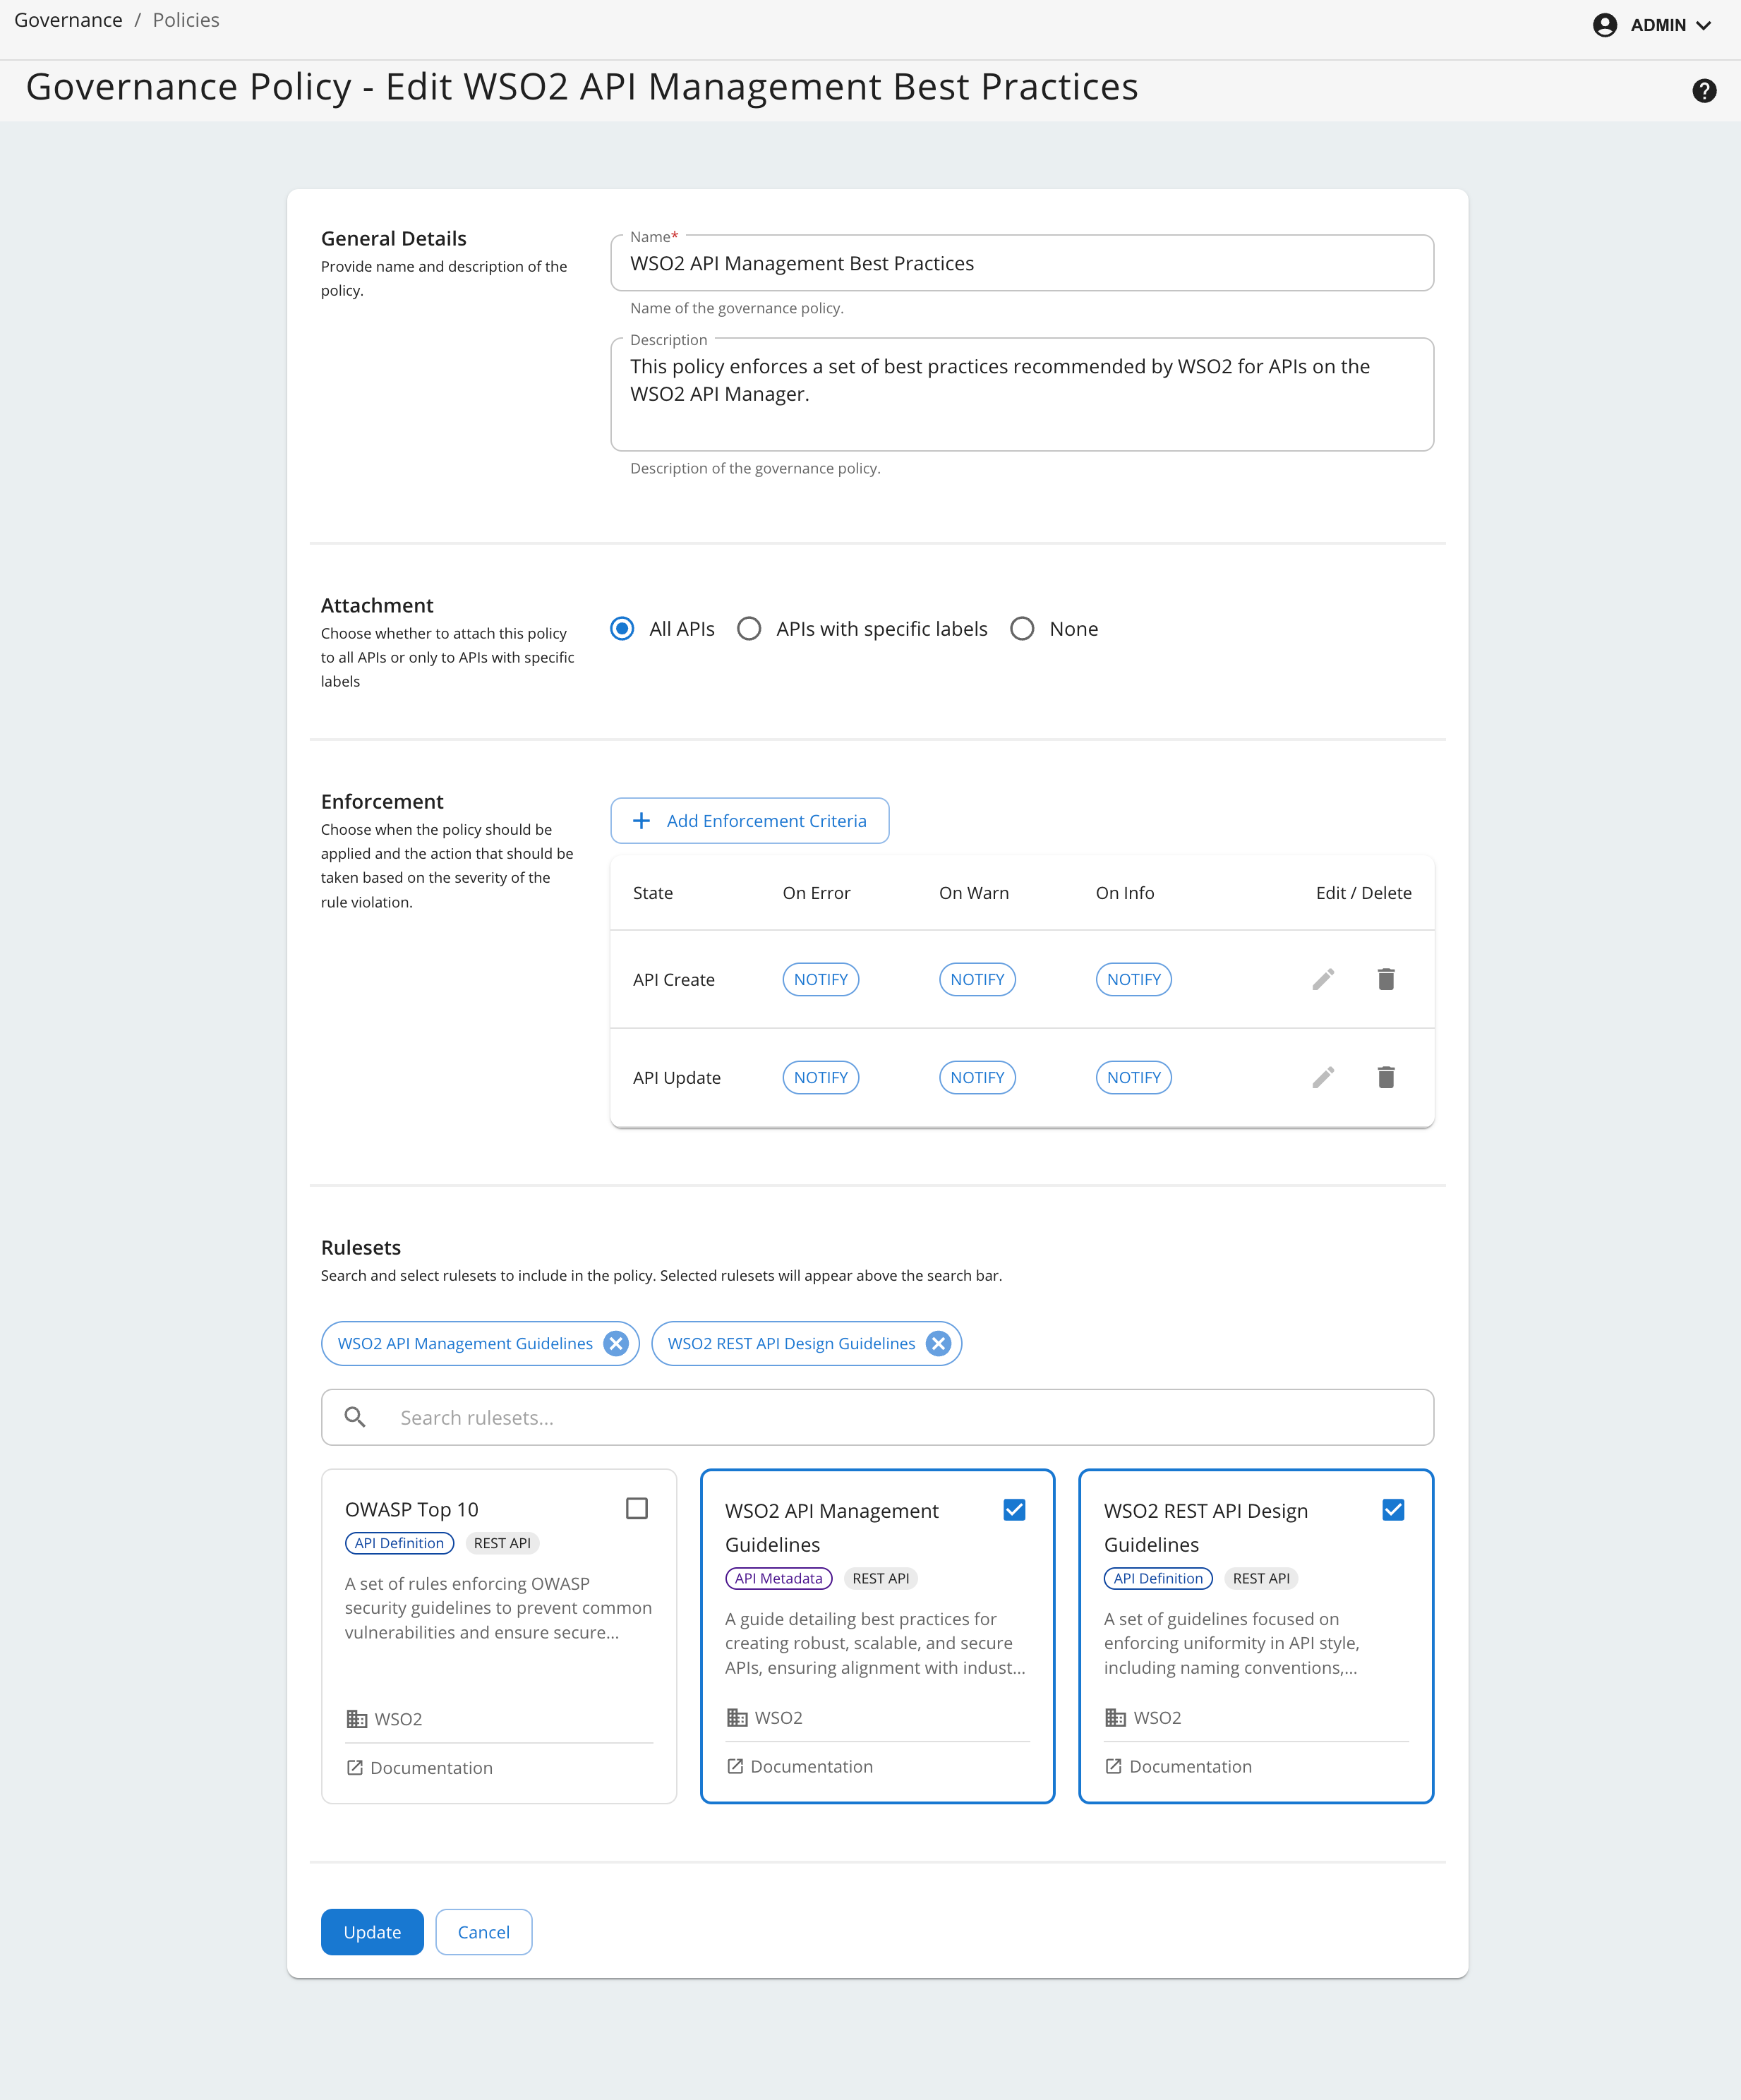 Governance / Policies
ADMIN
Governance Policy - Edit WSO2 API Management Best Practices
General Details
Provide name and description of the
policy.
Name*
WSO2 API Management Best Practices
Name of the governance policy.
Description
This policy enforces a set of best practices recommended by WSO2 for APIs on the
WSO2 API Manager.
Description of the governance policy.
Attachment
Choose whether to attach this policy
to all APIs or only to APIs with specific
labels
All APIs
APIs with specific labels
None
Enforcement
Choose when the policy should be
applied and the action that should be
taken based on the severity of the
rule violation.
Add Enforcement Criteria
State On Error On Warn On Info Edit / Delete
API Create NOTIFY NOTIFY NOTIFY
API Update NOTIFY NOTIFY NOTIFY
Rulesets
Search and select rulesets to include in the policy. Selected rulesets will appear above the search bar.
WSO2 API Management Guidelines
WSO2 REST API Design Guidelines
Search rulesets...
OWASP Top 10
API Definition REST API
A set of rules enforcing OWASP
security guidelines to prevent common
vulnerabilities and ensure secure...
WSO2
Documentation
WSO2 API Management
Guidelines
API Metadata REST API
A guide detailing best practices for
creating robust, scalable, and secure
APIs, ensuring alignment with indust...
WSO2
Documentation
WSO2 REST API Design
Guidelines
API Definition REST API
A set of guidelines focused on
enforcing uniformity in API style,
including naming conventions,...
WSO2
Documentation
Update
Cancel